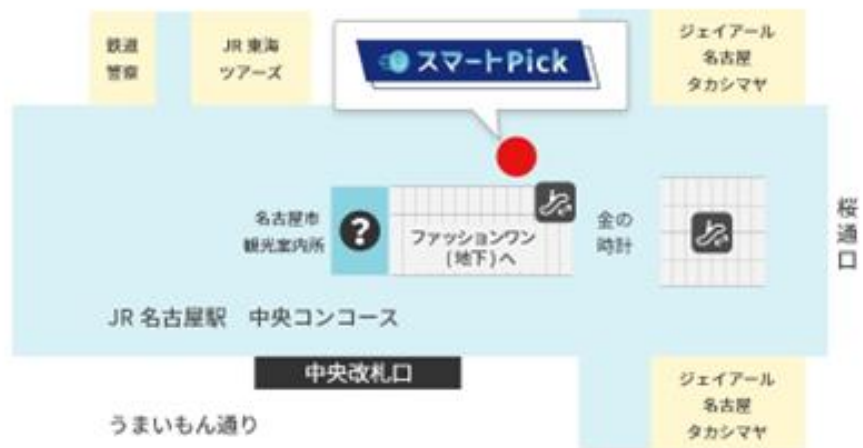 鉄道
警察
JR 東海
ツアーズ
スマートPick
ジェイアール
名古屋
タカシマヤ
名古屋市
観光案内所
?
ファッションワン
(地下)へ
金の
時計
桜通口
JR 名古屋駅 中央コンコース
中央改札口
うまいもん通り
ジェイアール
名古屋
タカシマヤ